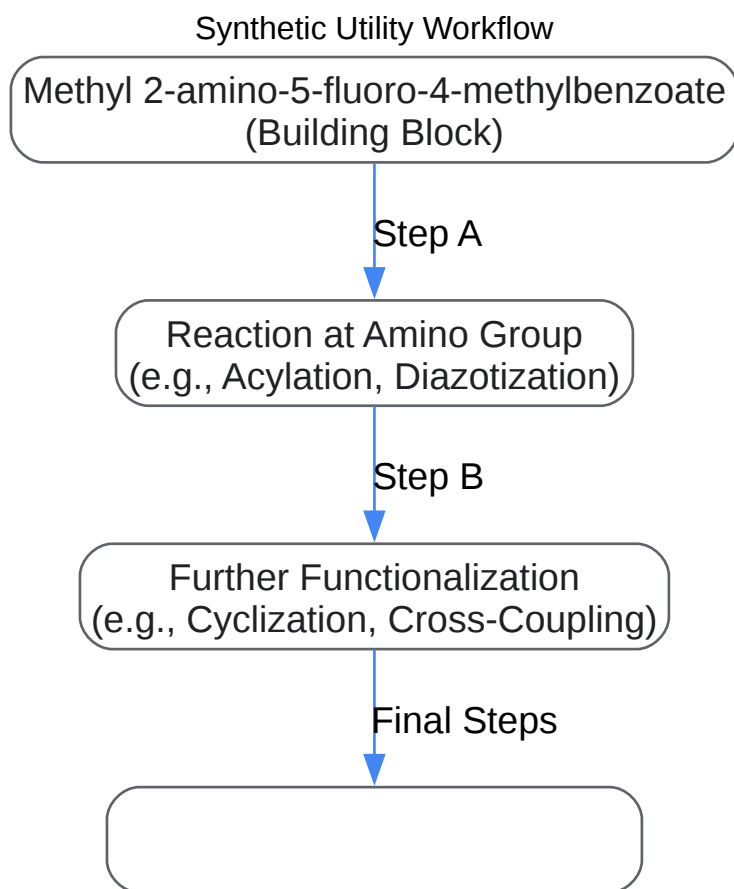 Synthetic Utility Workflow
Methyl 2-amino-5-fluoro-4-methylbenzoate
(Building Block)
Step A
Reaction at Amino Group
(e.g., Acylation, Diazotization)
Step B
Further Functionalization
(e.g., Cyclization, Cross-Coupling)
Final Steps